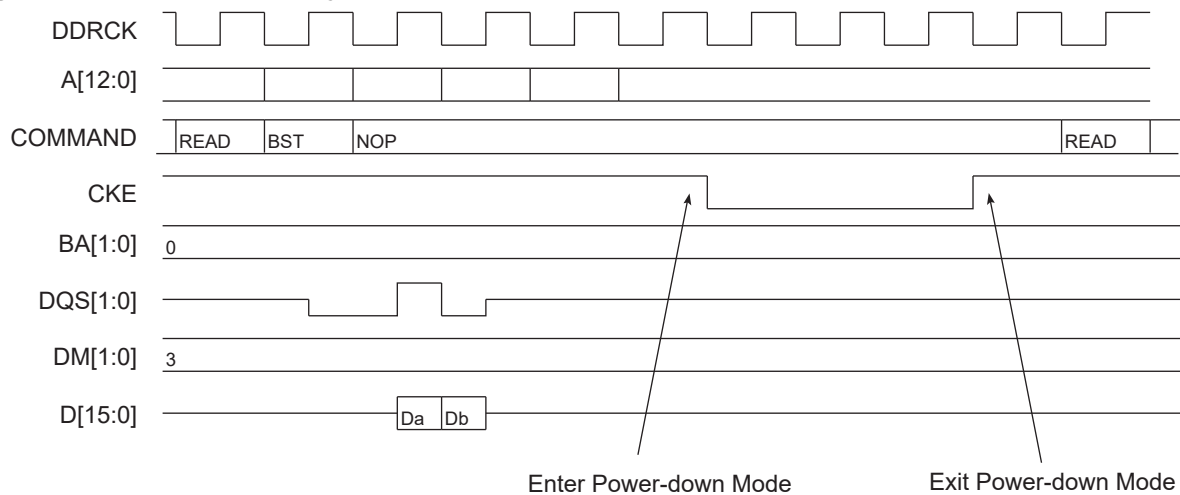 DDRCK
A[12:0]
COMMAND READ BST NOP READ
CKE
BA[1:0] 0
DQS[1:0]
DM[1:0] 3
D[15:0] Da Db
Enter Power-down Mode Exit Power-down Mode